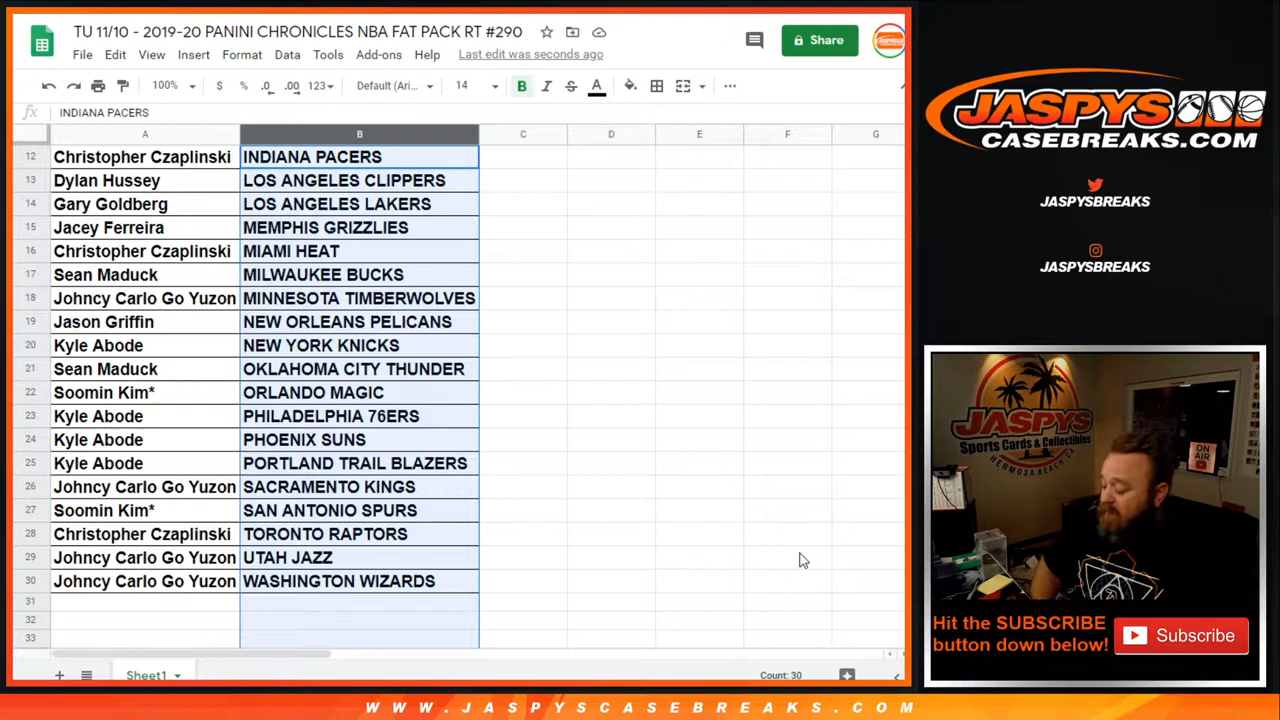 TU 11/10 - 2019-20 PANINI CHRONICLES NBA FAT PACK RT #290
File Edit View Insert Format Data Tools Add-ons Help Last edit was seconds ago
Share
100% $ % .0 .00 123 Default (Ari... 14 B I S A
fx INDIANA PACERS
A B C D E F G
12 Christopher Czaplinski INDIANA PACERS
13 Dylan Hussey LOS ANGELES CLIPPERS
14 Gary Goldberg LOS ANGELES LAKERS
15 Jacey Ferreira MEMPHIS GRIZZLIES
16 Christopher Czaplinski MIAMI HEAT
17 Sean Maduck MILWAUKEE BUCKS
18 Johncy Carlo Go Yuzon MINNESOTA TIMBERWOLVES
19 Jason Griffin NEW ORLEANS PELICANS
20 Kyle Abode NEW YORK KNICKS
21 Sean Maduck OKLAHOMA CITY THUNDER
22 Soomin Kim* ORLANDO MAGIC
23 Kyle Abode PHILADELPHIA 76ERS
24 Kyle Abode PHOENIX SUNS
25 Kyle Abode PORTLAND TRAIL BLAZERS
26 Johncy Carlo Go Yuzon SACRAMENTO KINGS
27 Soomin Kim* SAN ANTONIO SPURS
28 Christopher Czaplinski TORONTO RAPTORS
29 Johncy Carlo Go Yuzon UTAH JAZZ
30 Johncy Carlo Go Yuzon WASHINGTON WIZARDS
31
32
33
Sheet1 Count: 30
JASPYS
CASEBREAKS.COM
JASPYSBREAKS
JASPYSBREAKS
JASPYS
Sports Cards & Collectibles
HERMOSA BEACH CA
ON
AIR
Hit the SUBSCRIBE
button down below!
Subscribe
WWW.JASPYSCASEBREAKS.COM